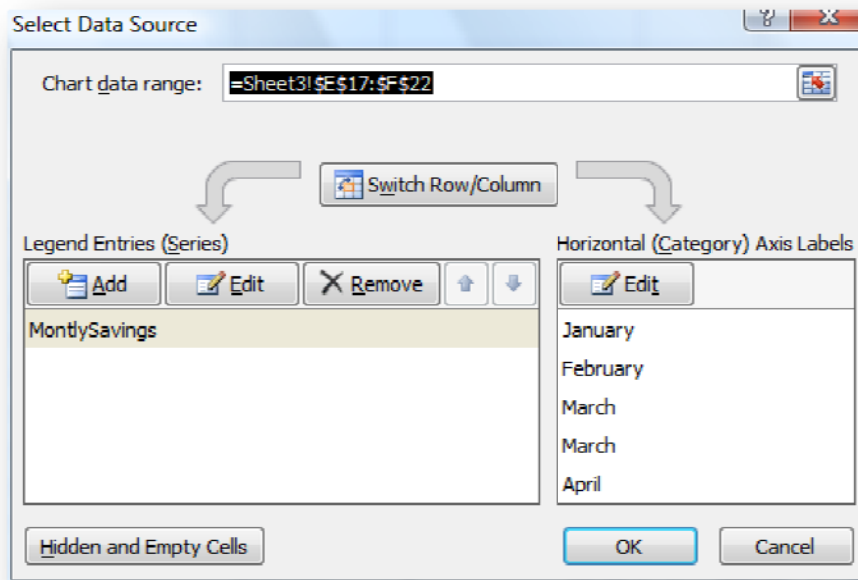 Select Data Source
?
Chart data range: =Sheet3!$E$17:$F$22
Switch Row/Column
Legend Entries (Series)
Add Edit Remove
MontlySavings
Horizontal (Category) Axis Labels
Edit
January
February
March
March
April
Hidden and Empty Cells
OK Cancel